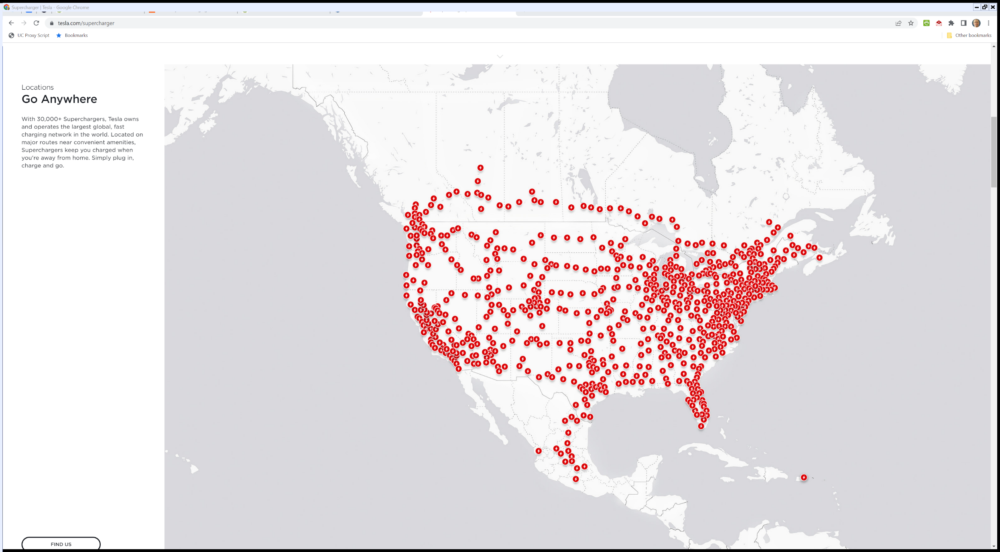 Supercharger | Tesla - Google Chrome
tesla.com/supercharger
UC Proxy Script
Bookmarks
Other bookmarks
Locations
Go Anywhere
With 30,000+ Superchargers, Tesla owns
and operates the largest global, fast
charging network in the world. Located on
major routes near convenient amenities,
Superchargers keep you charged when
you're away from home. Simply plug in,
charge and go.
FIND US